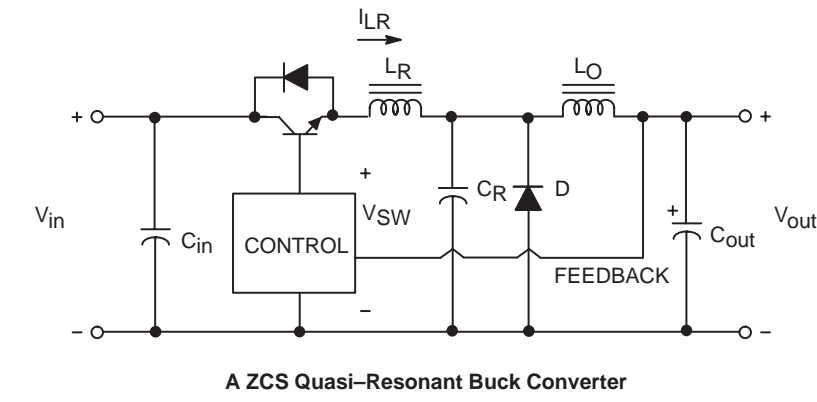 ILR
LR
LO
+
+
Vin
Cin
CONTROL
+
VSW
–
CR
D
FEEDBACK
+
Cout
Vout
–
–
A ZCS Quasi–Resonant Buck Converter